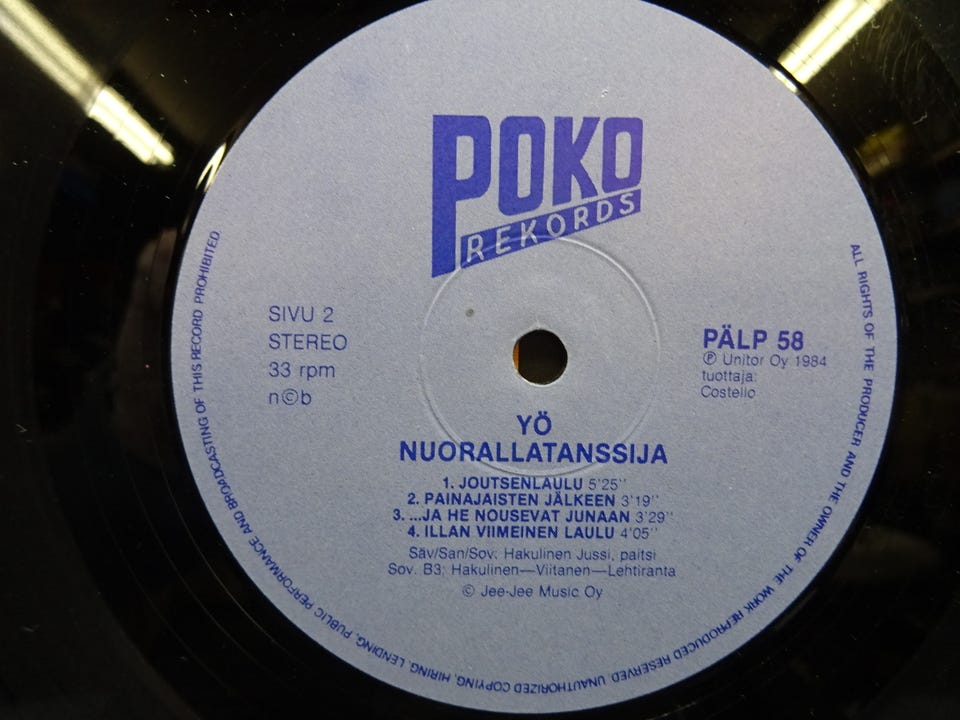 POKO
REKORDS
SIVU 2
STEREO
33 rpm
n©b
PÄLP 58
℗ Unitor Oy 1984
tuottaja:
Costello
YÖ
NUORALLATANSSIJA
1. JOUTSENLAULU 5'25''
2. PAINAJAISTEN JÄLKEEN 3'19''
3. ...JA HE NOUSEVAT JUNAAN 3'29''
4. ILLAN VIIMEINEN LAULU 4'05''
Säv/San/Sov: Hakulinen Jussi, paitsi
Sov. B3: Hakulinen—Viitanen—Lehtiranta
© Jee-Jee Music Oy
ALL RIGHTS OF THE PRODUCER AND THE OWNER OF THE WORK REPRODUCED RESERVED. UNAUTHORIZED COPYING, HIRING, LENDING, PUBLIC PERFORMANCE AND BROADCASTING OF THIS RECORD PROHIBITED